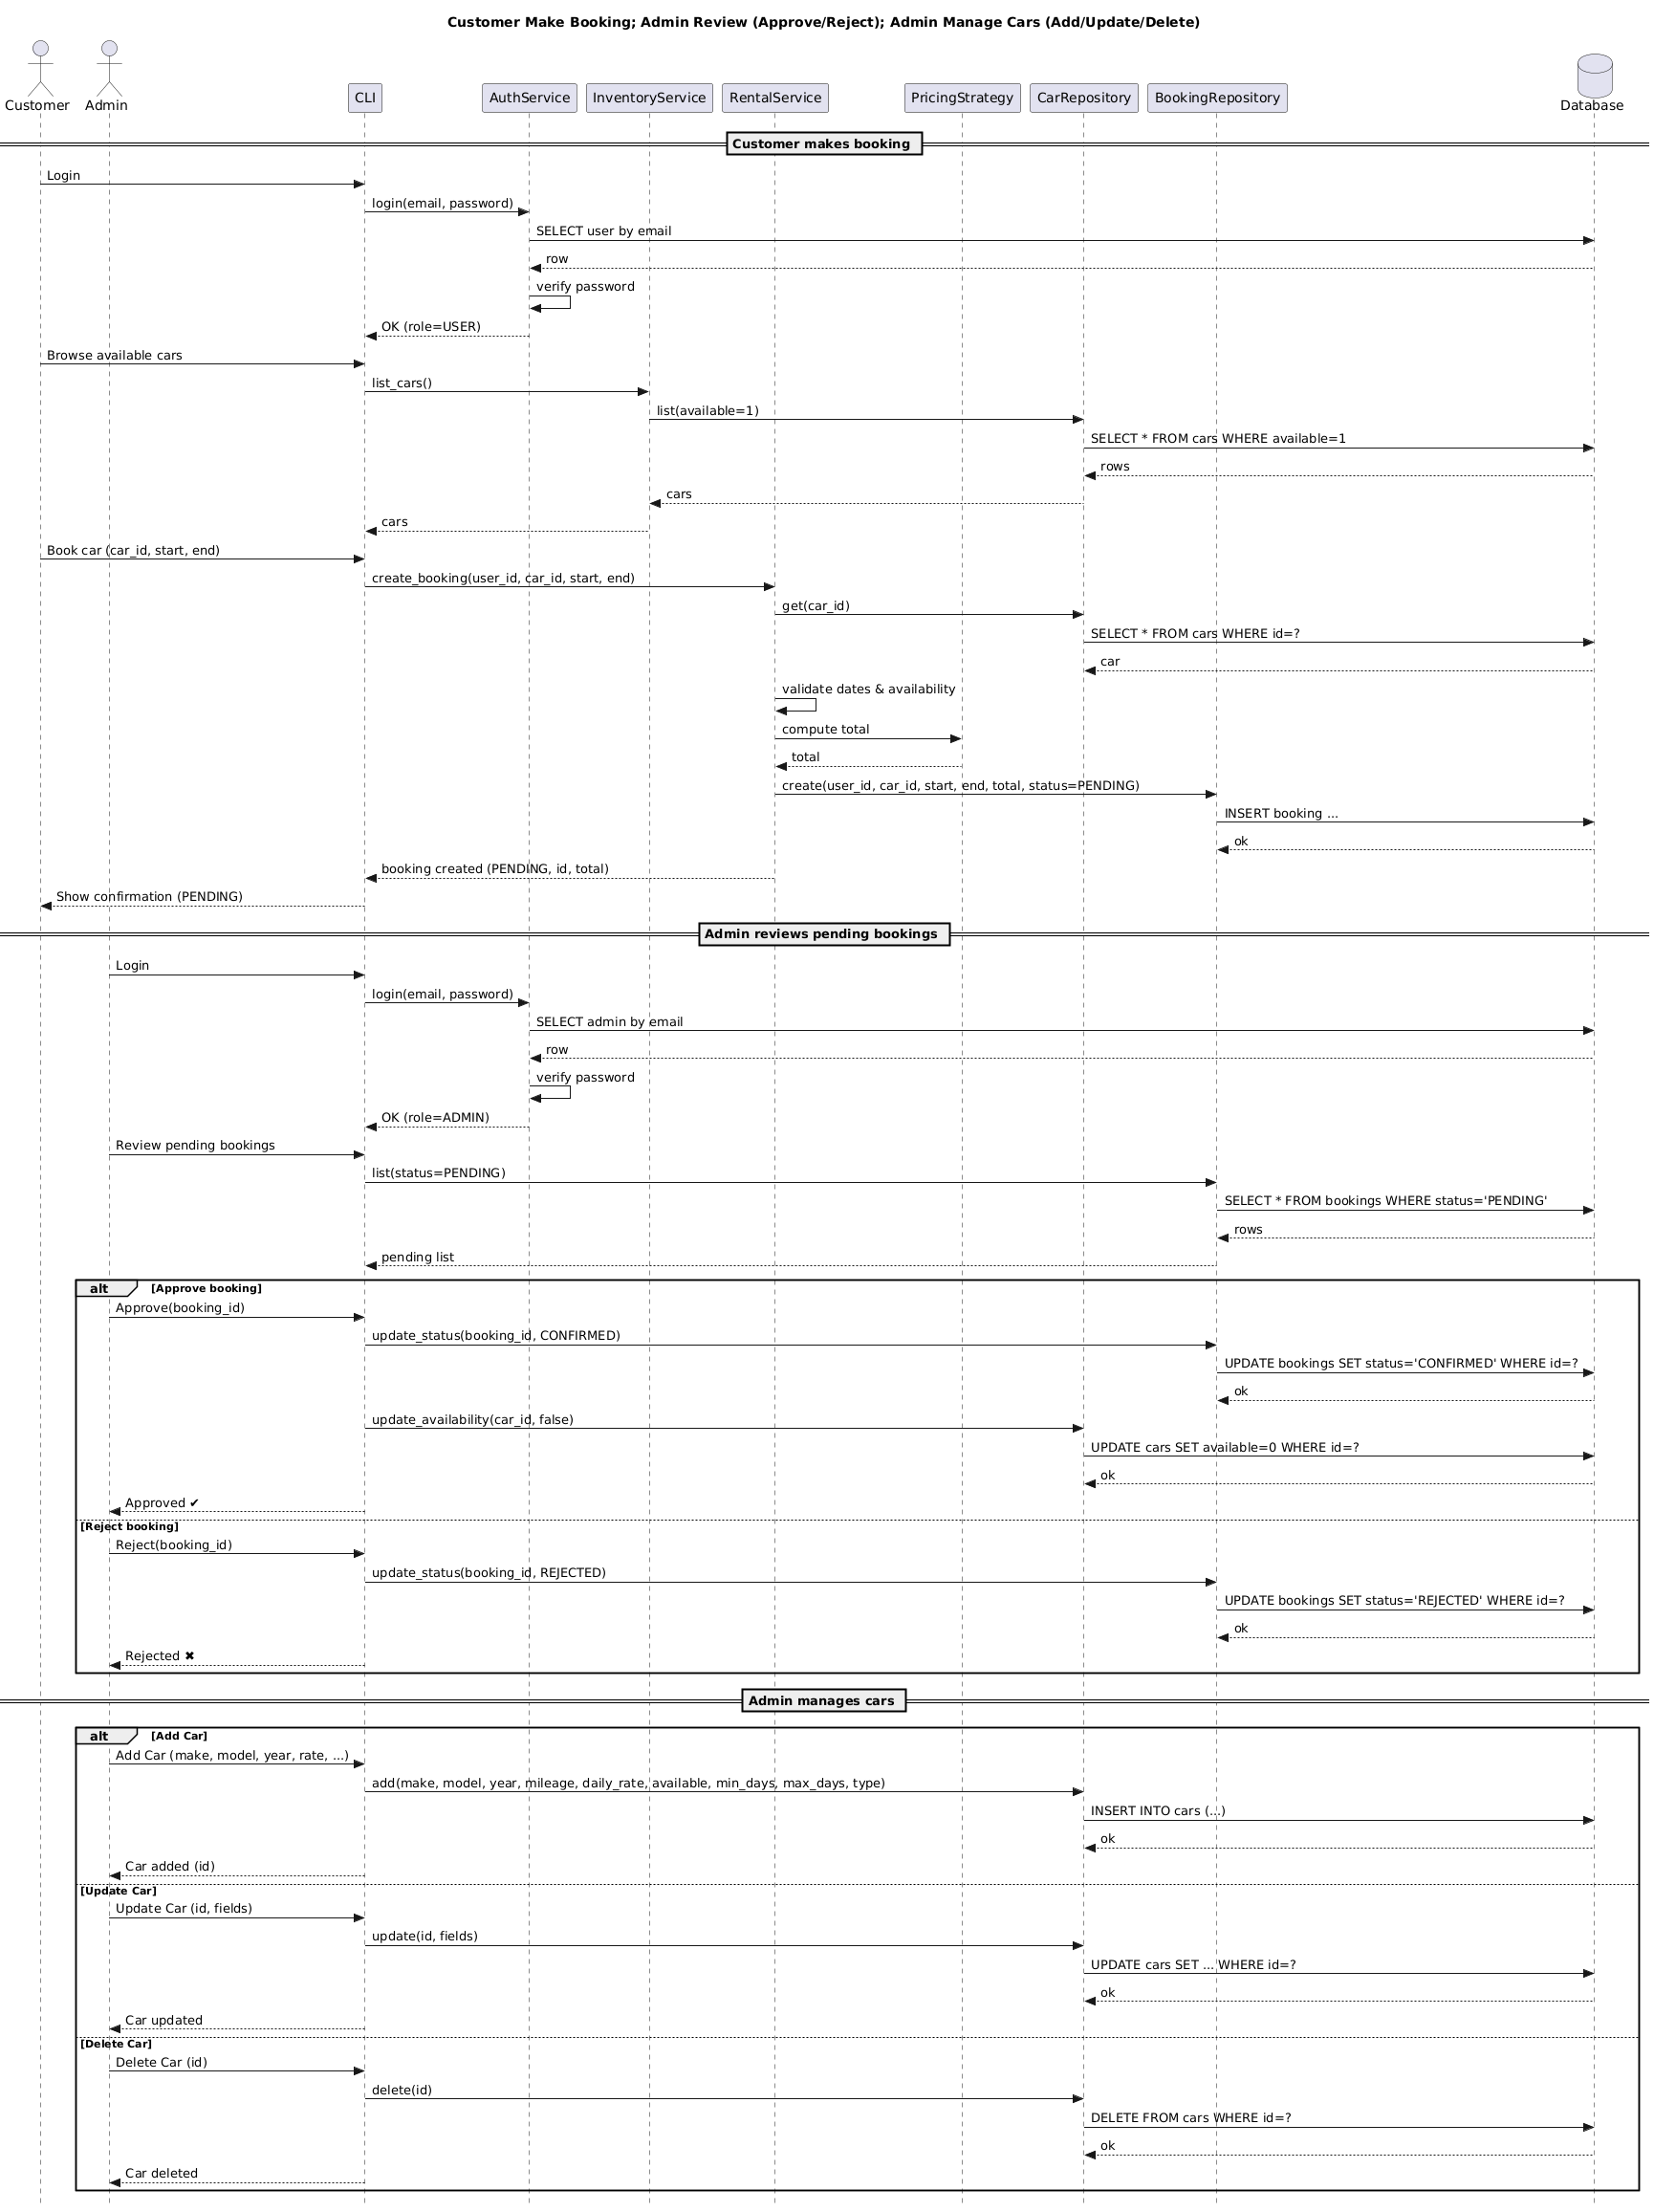 Customer Make Booking; Admin Review (Approve/Reject); Admin Manage Cars (Add/Update/Delete)
Customer
Admin
CLI
AuthService
InventoryService
RentalService
PricingStrategy
CarRepository
BookingRepository
Database
Customer makes booking
Login
login(email, password)
SELECT user by email
row
verify password
OK (role=USER)
Browse available cars
list_cars()
list(available=1)
SELECT * FROM cars WHERE available=1
rows
cars
cars
Book car (car_id, start, end)
create_booking(user_id, car_id, start, end)
get(car_id)
SELECT * FROM cars WHERE id=?
car
validate dates & availability
compute total
total
create(user_id, car_id, start, end, total, status=PENDING)
INSERT booking ...
ok
booking created (PENDING, id, total)
Show confirmation (PENDING)
Admin reviews pending bookings
Login
login(email, password)
SELECT admin by email
row
verify password
OK (role=ADMIN)
Review pending bookings
list(status=PENDING)
SELECT * FROM bookings WHERE status='PENDING'
rows
pending list
alt [Approve booking]
Approve(booking_id)
update_status(booking_id, CONFIRMED)
UPDATE bookings SET status='CONFIRMED' WHERE id=?
ok
update_availability(car_id, false)
UPDATE cars SET available=0 WHERE id=?
ok
Approved ✔
[Reject booking]
Reject(booking_id)
update_status(booking_id, REJECTED)
UPDATE bookings SET status='REJECTED' WHERE id=?
ok
Rejected ✖
Admin manages cars
alt [Add Car]
Add Car (make, model, year, rate, ...)
add(make, model, year, mileage, daily_rate, available, min_days, max_days, type)
INSERT INTO cars (...)
ok
Car added (id)
[Update Car]
Update Car (id, fields)
update(id, fields)
UPDATE cars SET ... WHERE id=?
ok
Car updated
[Delete Car]
Delete Car (id)
delete(id)
DELETE FROM cars WHERE id=?
ok
Car deleted